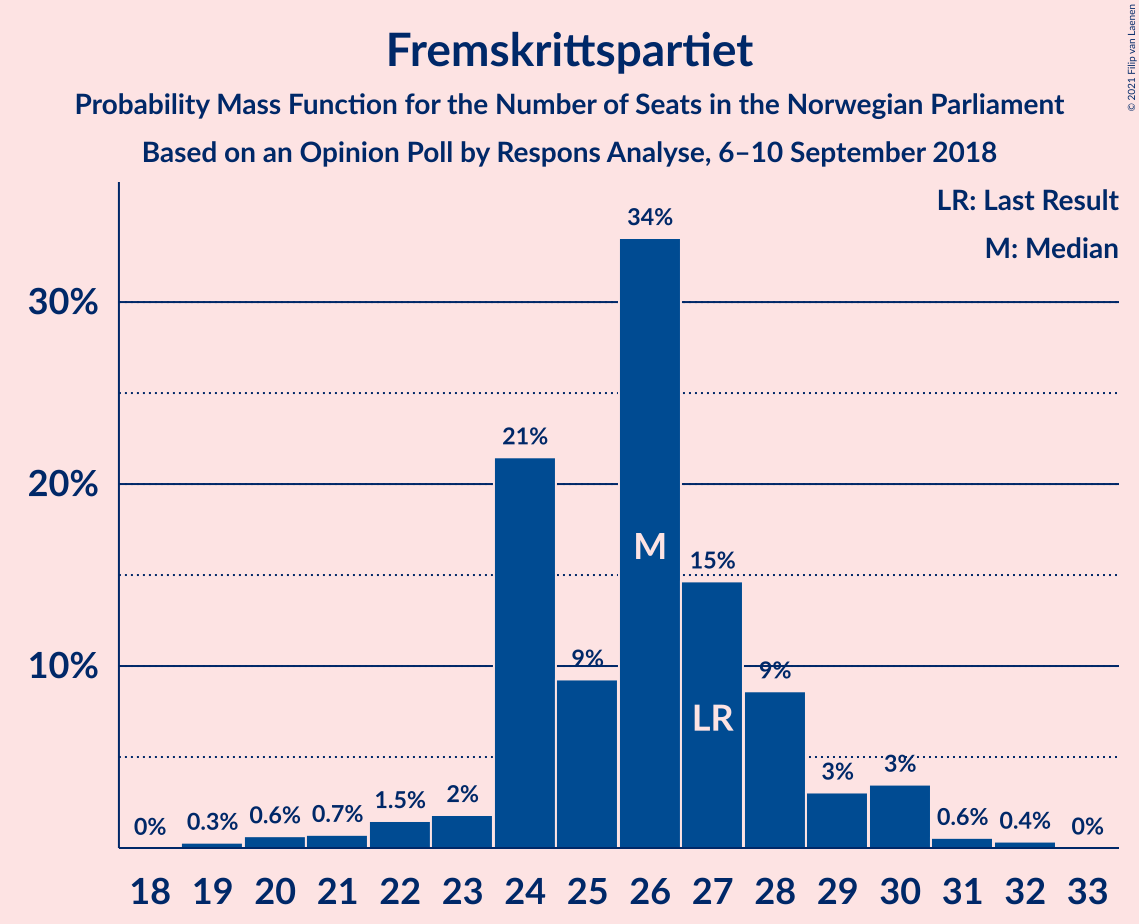 Fremskrittspartiet
Probability Mass Function for the Number of Seats in the Norwegian Parliament
Based on an Opinion Poll by Respons Analyse, 6–10 September 2018
© 2021 Filip van Laenen
LR: Last Result
M: Median
30%
20%
10%
0%
0.3%
0.6%
0.7%
1.5%
2%
21%
9%
34%
M
15%
LR
9%
3%
3%
0.6%
0.4%
0%
18 19 20 21 22 23 24 25 26 27 28 29 30 31 32 33